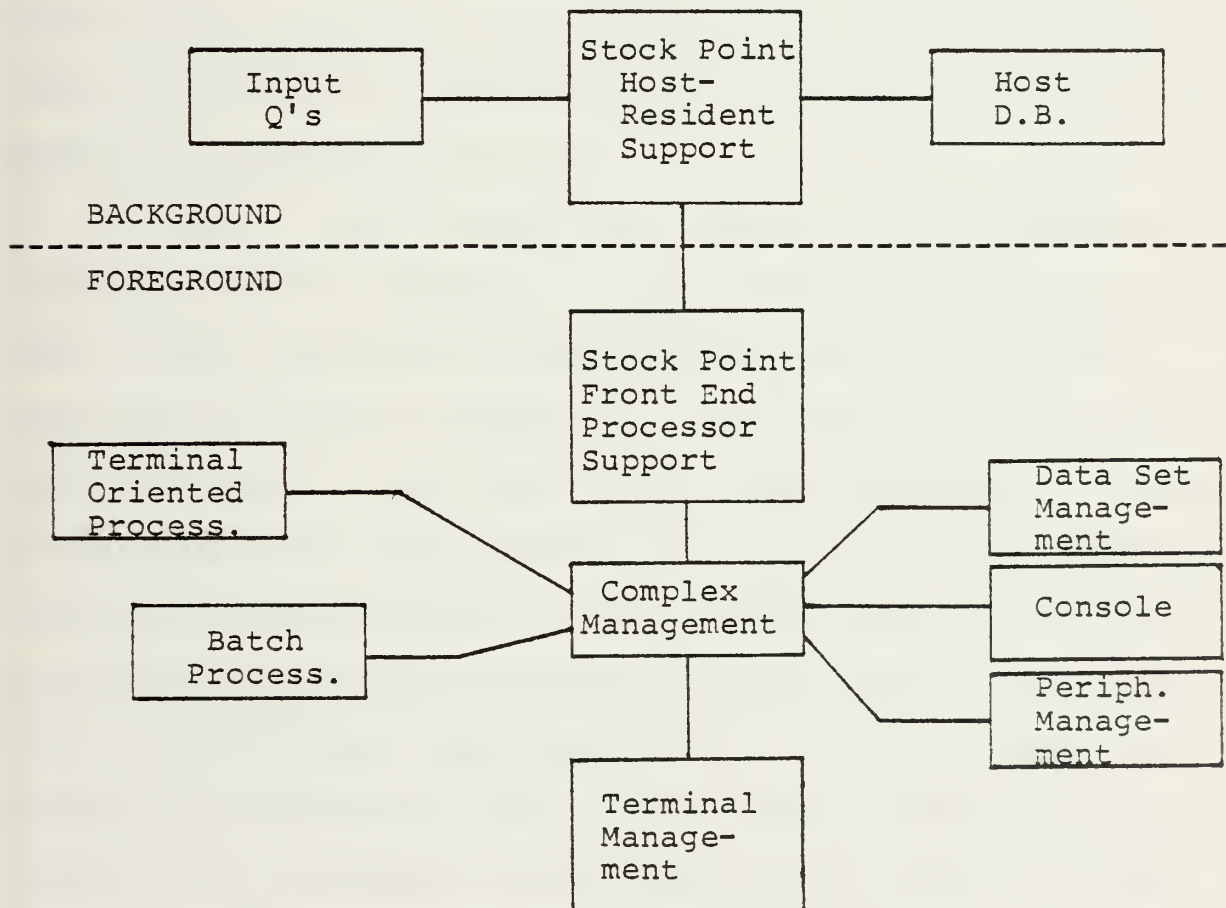 Input
Q's
Stock Point
Host-
Resident
Support
Host
D.B.
BACKGROUND
FOREGROUND
Stock Point
Front End
Processor
Support
Terminal
Oriented
Process.
Data Set
Manage-
ment
Complex
Management
Console
Batch
Process.
Periph.
Manage-
ment
Terminal
Manage-
ment